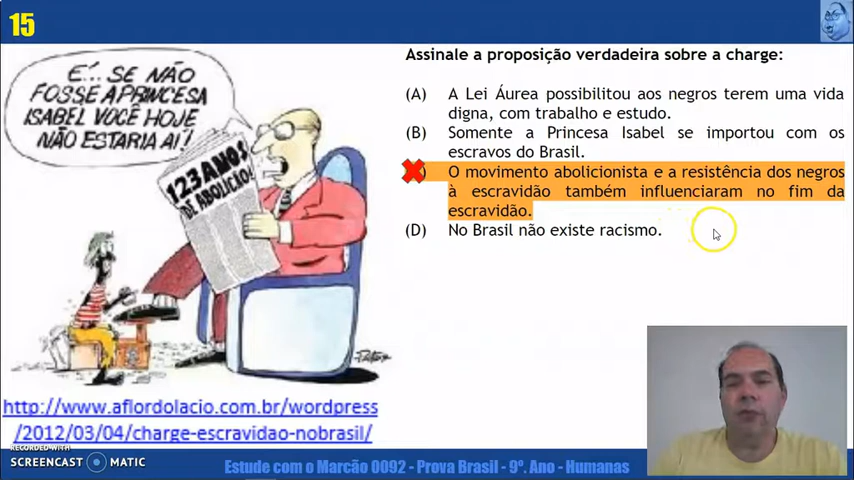 15
É... SE NÃO
FOSSE A PRINCESA
ISABEL VOCÊ HOJE
NÃO ESTARIA AÍ!
123 ANOS
DE ABOLIÇÃO!
Assinale a proposição verdadeira sobre a charge:
(A) A Lei Áurea possibilitou aos negros terem uma vida
digna, com trabalho e estudo.
(B) Somente a Princesa Isabel se importou com os
escravos do Brasil.
O movimento abolicionista e a resistência dos negros
à escravidão também influenciaram no fim da
escravidão.
(D) No Brasil não existe racismo.
http://www.aflordolacio.com.br/wordpress
/2012/03/04/charge-escravidao-nobrasil/
RECORDED WITH
SCREENCAST MATIC
Estude com o Marcão 0092 - Prova Brasil - 9º. Ano - Humanas